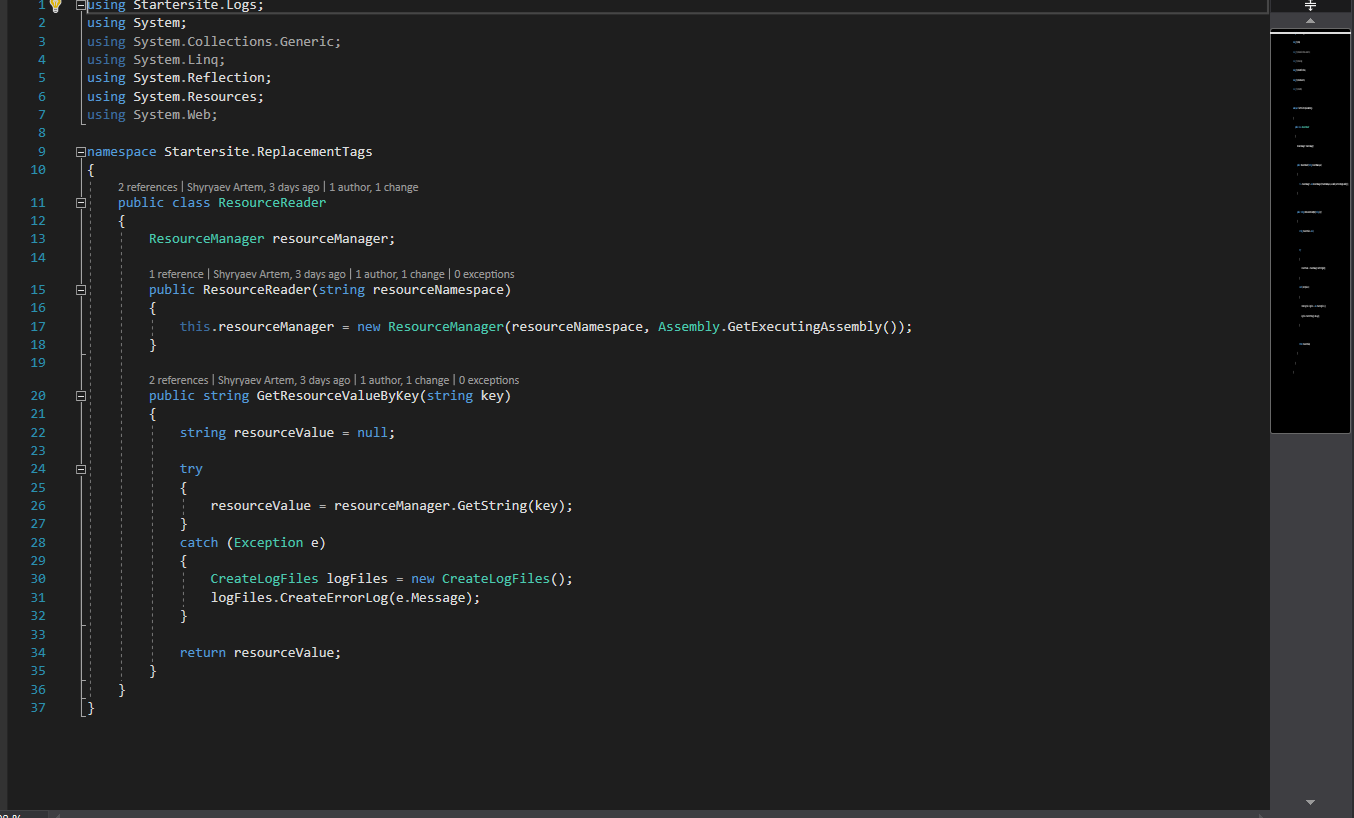 1 using Startersite.Logs;
2 using System;
3 using System.Collections.Generic;
4 using System.Linq;
5 using System.Reflection;
6 using System.Resources;
7 using System.Web;
8
9 namespace Startersite.ReplacementTags
10 {
2 references | Shyryaev Artem, 3 days ago | 1 author, 1 change
11 public class ResourceReader
12 {
13 ResourceManager resourceManager;
14
1 reference | Shyryaev Artem, 3 days ago | 1 author, 1 change | 0 exceptions
15 public ResourceReader(string resourceNamespace)
16 {
17 this.resourceManager = new ResourceManager(resourceNamespace, Assembly.GetExecutingAssembly());
18 }
19
2 references | Shyryaev Artem, 3 days ago | 1 author, 1 change | 0 exceptions
20 public string GetResourceValueByKey(string key)
21 {
22 string resourceValue = null;
23
24 try
25 {
26 resourceValue = resourceManager.GetString(key);
27 }
28 catch (Exception e)
29 {
30 CreateLogFiles logFiles = new CreateLogFiles();
31 logFiles.CreateErrorLog(e.Message);
32 }
33
34 return resourceValue;
35 }
36 }
37 }